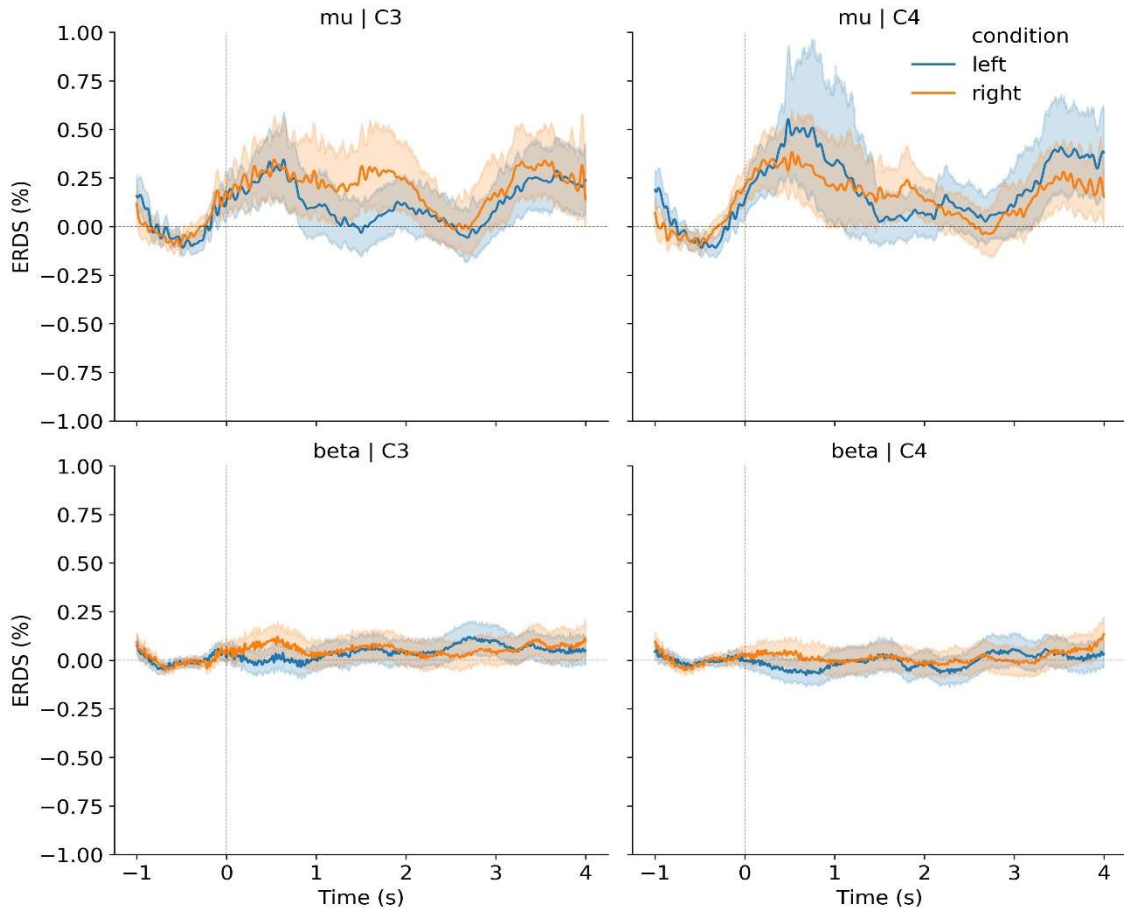 mu | C3
mu | C4
condition
left
right
ERDS (%)
1.00
0.75
0.50
0.25
0.00
−0.25
−0.50
−0.75
−1.00
beta | C3
beta | C4
ERDS (%)
1.00
0.75
0.50
0.25
0.00
−0.25
−0.50
−0.75
−1.00
−1 0 1 2 3 4
−1 0 1 2 3 4
Time (s)
Time (s)